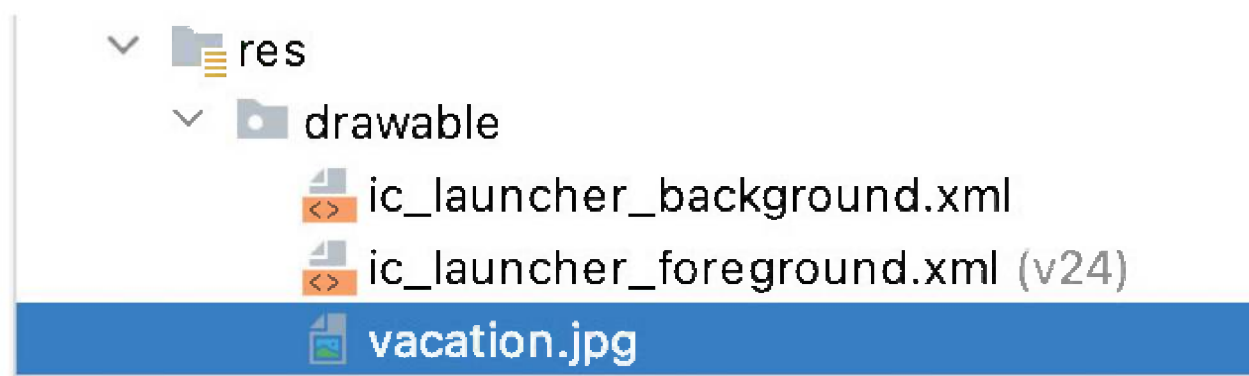 res
drawable
ic_launcher_background.xml
ic_launcher_foreground.xml (v24)
vacation.jpg